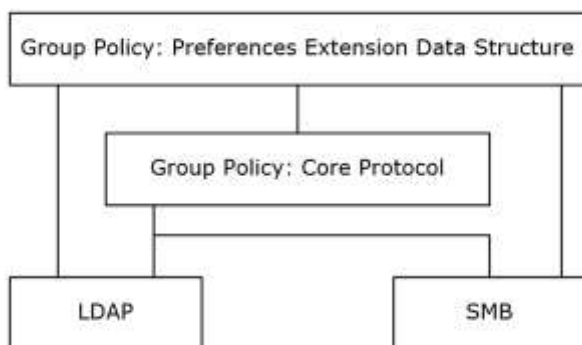 Group Policy: Preferences Extension Data Structure
Group Policy: Core Protocol
LDAP
SMB